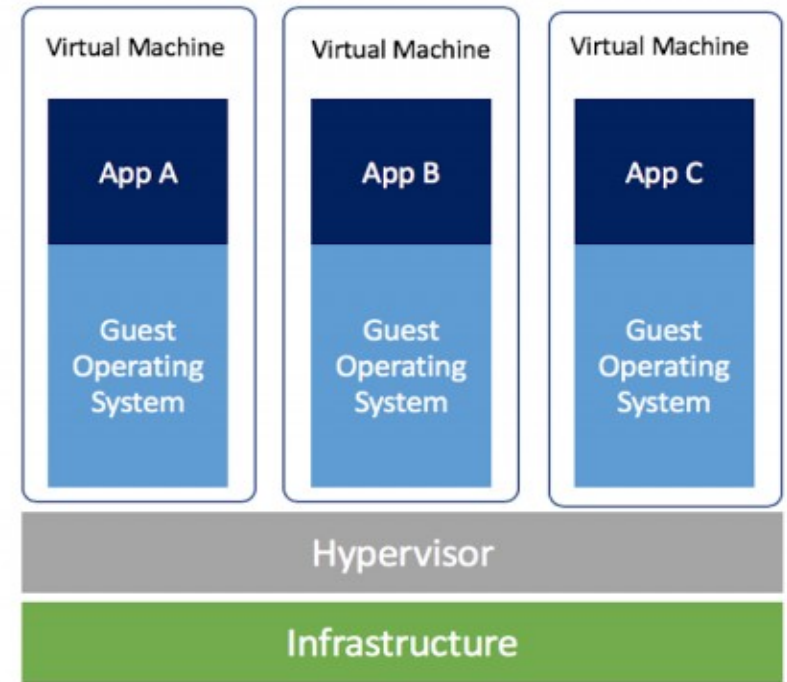 Virtual Machine
Virtual Machine
Virtual Machine
App A
App B
App C
Guest
Operating
System
Guest
Operating
System
Guest
Operating
System
Hypervisor
Infrastructure